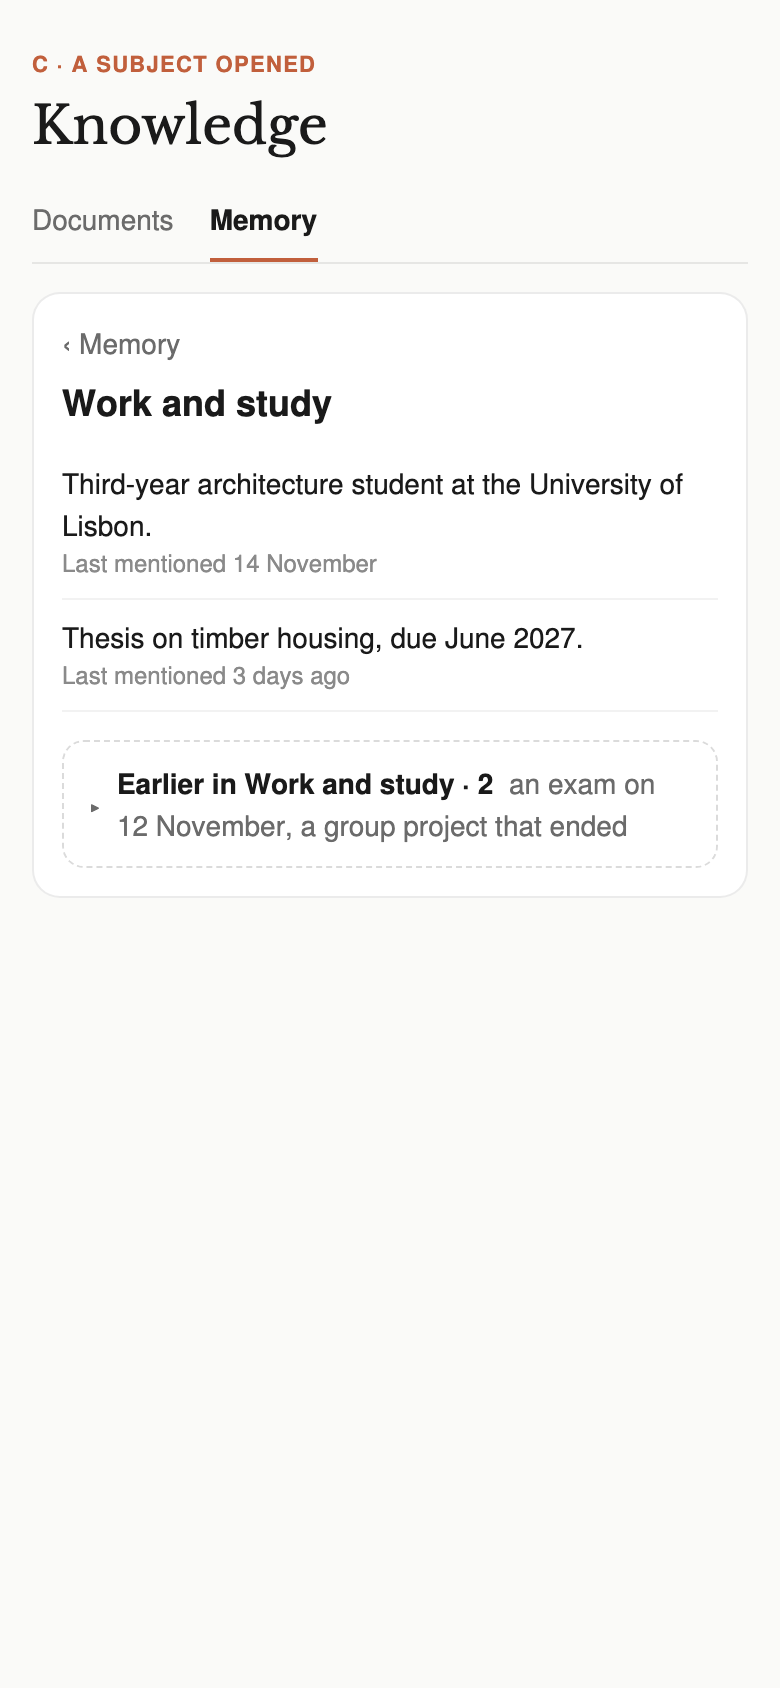 C · A SUBJECT OPENED
Knowledge
Documents Memory
‹ Memory
Work and study
Third-year architecture student at the University of
Lisbon.
Last mentioned 14 November
Thesis on timber housing, due June 2027.
Last mentioned 3 days ago
▸ Earlier in Work and study · 2 an exam on
12 November, a group project that ended